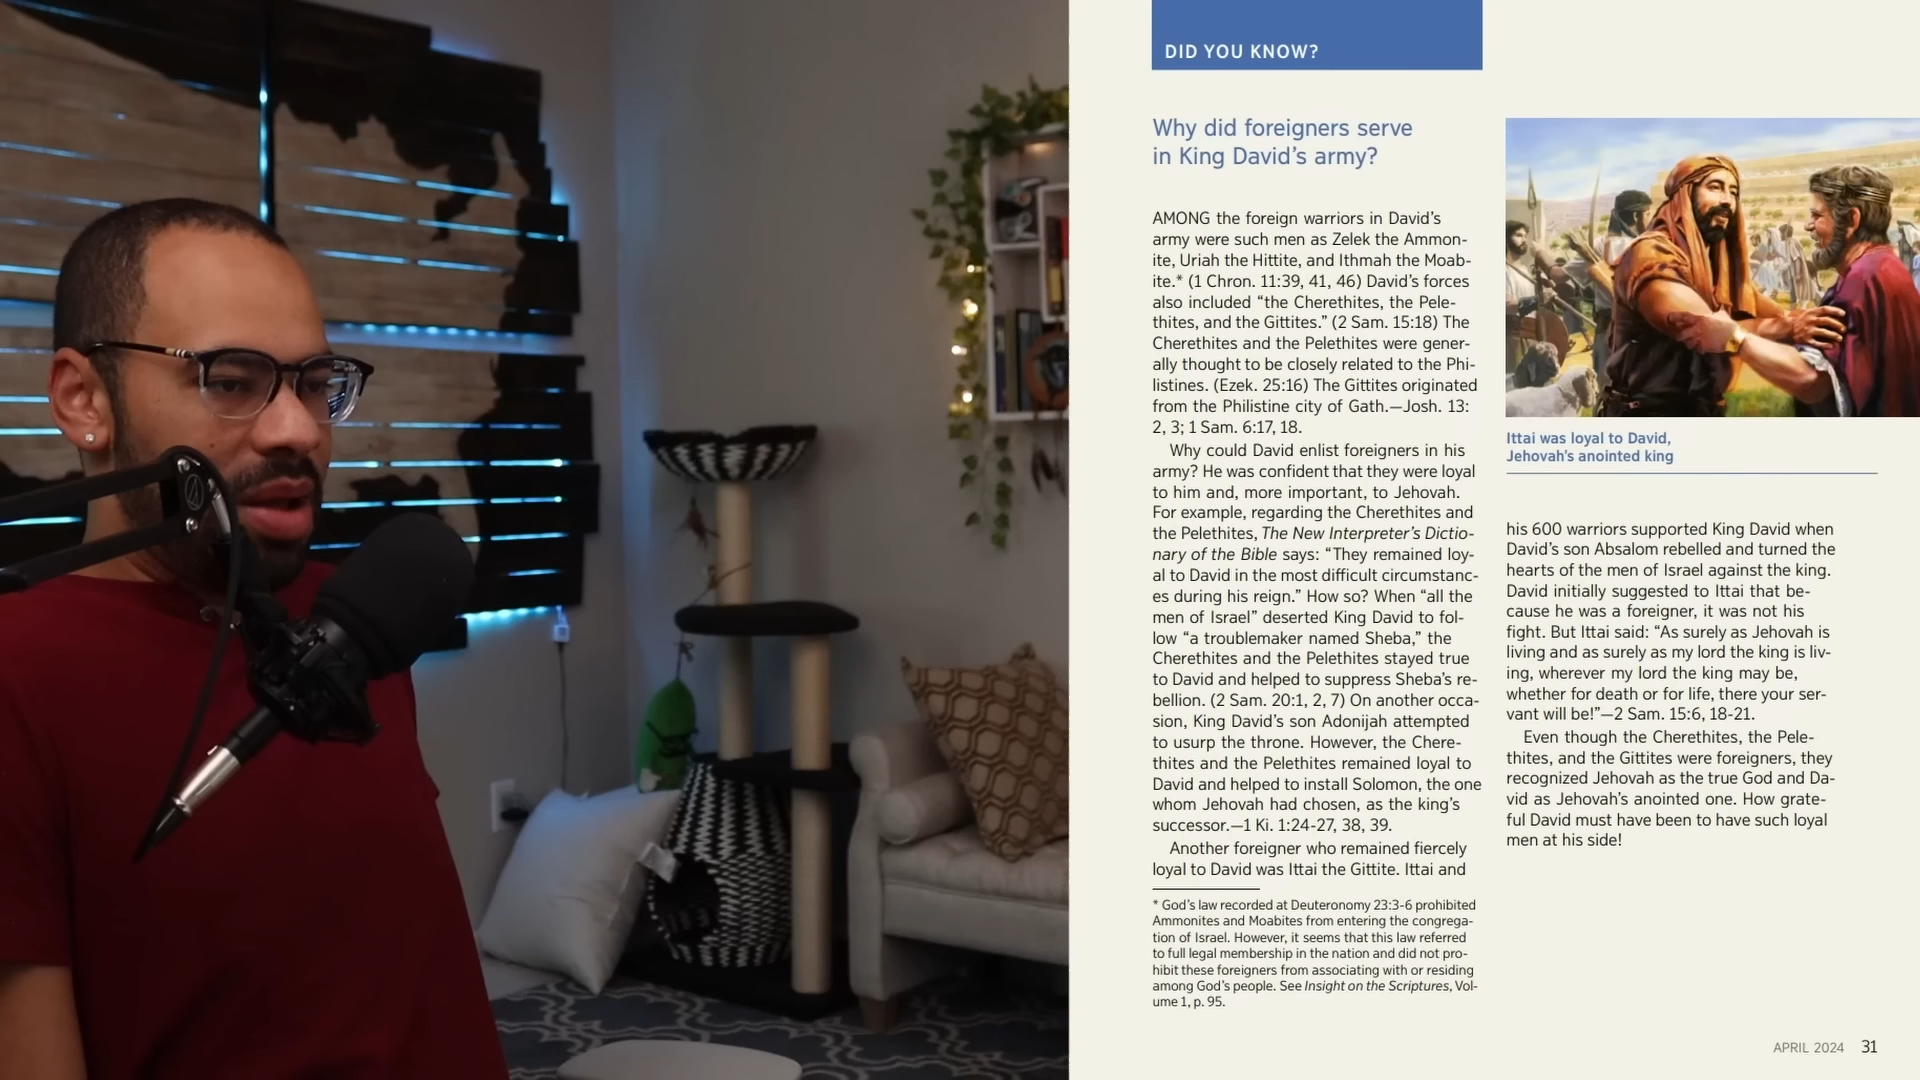 DID YOU KNOW?
Why did foreigners serve
in King David's army?
AMONG the foreign warriors in David's
army were such men as Zelek the Ammon-
ite, Uriah the Hittite, and Ithmah the Moab-
ite.* (1 Chron. 11:39, 41, 46) David's forces
also included “the Cherethites, the Pele-
thites, and the Gittites.” (2 Sam. 15:18) The
Cherethites and the Pelethites were gener-
ally thought to be closely related to the Phi-
listines. (Ezek. 25:16) The Gittites originated
from the Philistine city of Gath.—Josh. 13:
2, 3; 1 Sam. 6:17, 18.
Why could David enlist foreigners in his
army? He was confident that they were loyal
to him and, more important, to Jehovah.
For example, regarding the Cherethites and
the Pelethites, The New Interpreter's Dictio-
nary of the Bible says: “They remained loy-
al to David in the most difficult circumstanc-
es during his reign.” How so? When “all the
men of Israel” deserted King David to fol-
low “a troublemaker named Sheba,” the
Cherethites and the Pelethites stayed true
to David and helped to suppress Sheba's re-
bellion. (2 Sam. 20:1, 2, 7) On another occa-
sion, King David's son Adonijah attempted
to usurp the throne. However, the Chere-
thites and the Pelethites remained loyal to
David and helped to install Solomon, the one
whom Jehovah had chosen, as the king's
successor.—1 Ki. 1:24-27, 38, 39.
Another foreigner who remained fiercely
loyal to David was Ittai the Gittite. Ittai and
* God's law recorded at Deuteronomy 23:3-6 prohibited
Ammonites and Moabites from entering the congrega-
tion of Israel. However, it seems that this law referred
to full legal membership in the nation and did not pro-
hibit these foreigners from associating with or residing
among God's people. See Insight on the Scriptures, Vol-
ume 1, p. 95.
Ittai was loyal to David,
Jehovah's anointed king
his 600 warriors supported King David when
David's son Absalom rebelled and turned the
hearts of the men of Israel against the king.
David initially suggested to Ittai that be-
cause he was a foreigner, it was not his
fight. But Ittai said: “As surely as Jehovah is
living and as surely as my lord the king is liv-
ing, wherever my lord the king may be,
whether for death or for life, there your ser-
vant will be!”—2 Sam. 15:6, 18-21.
Even though the Cherethites, the Pele-
thites, and the Gittites were foreigners, they
recognized Jehovah as the true God and Da-
vid as Jehovah's anointed one. How grate-
ful David must have been to have such loyal
men at his side!
APRIL 2024 31